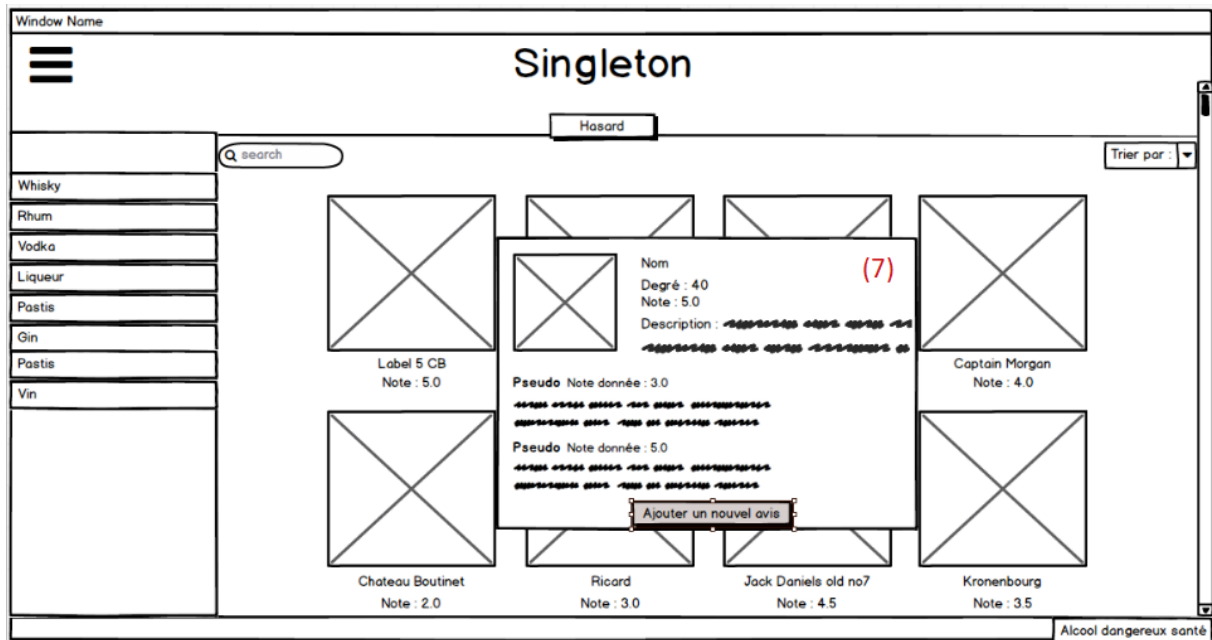 Window Name
Singleton
Hasard
search
Trier par :
Whisky
Rhum
Vodka
Liqueur
Pastis
Gin
Pastis
Vin
Nom
(7)
Degré : 40
Note : 5.0
Description :
Label 5 CB
Note : 5.0
Captain Morgan
Note : 4.0
Pseudo Note donnée : 3.0
Pseudo Note donnée : 5.0
Ajouter un nouvel avis
Chateau Boutinet
Ricard
Jack Daniels old no7
Kronenbourg
Note : 2.0
Note : 3.0
Note : 4.5
Note : 3.5
Alcool dangereux santé